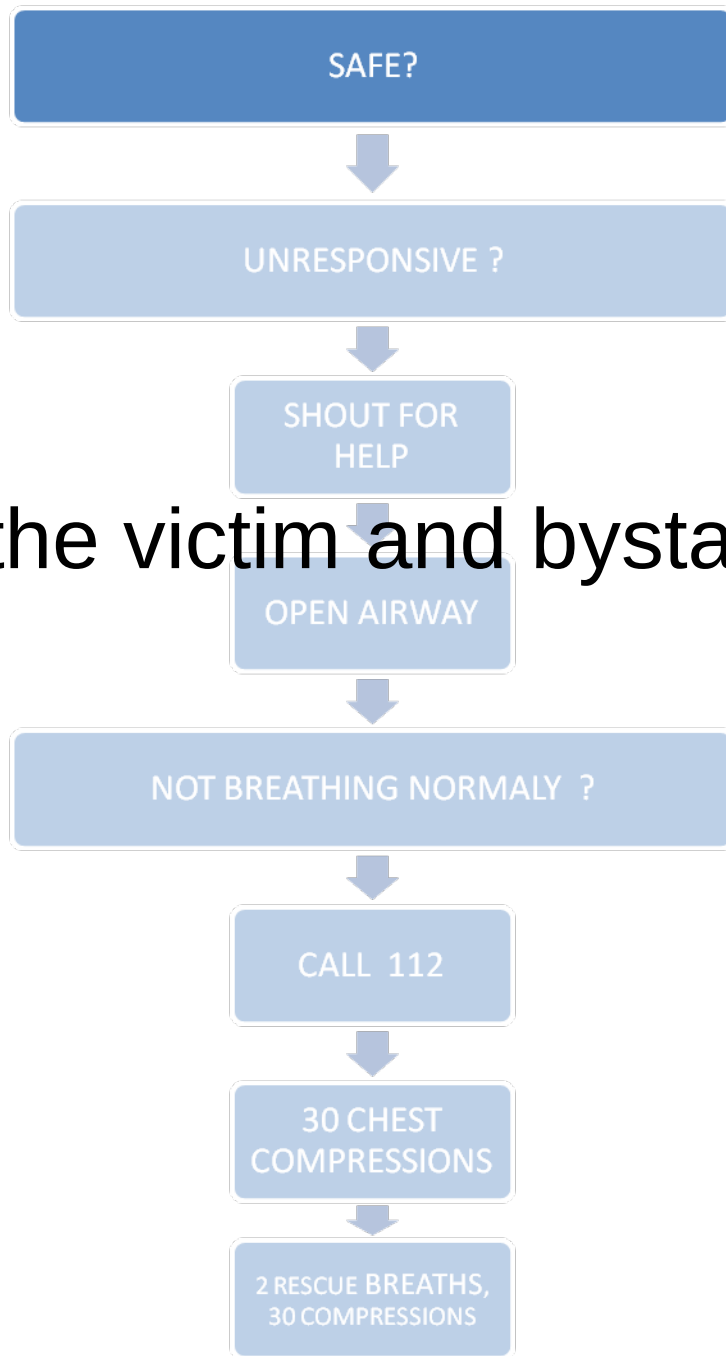 SAFE?
UNRESPONSIVE ?
SHOUT FOR
HELP
the victim and bysta
OPEN AIRWAY
NOT BREATHING NORMALY ?
CALL 112
30 CHEST
COMPRESSIONS
2 RESCUE BREATHS,
30 COMPRESSIONS